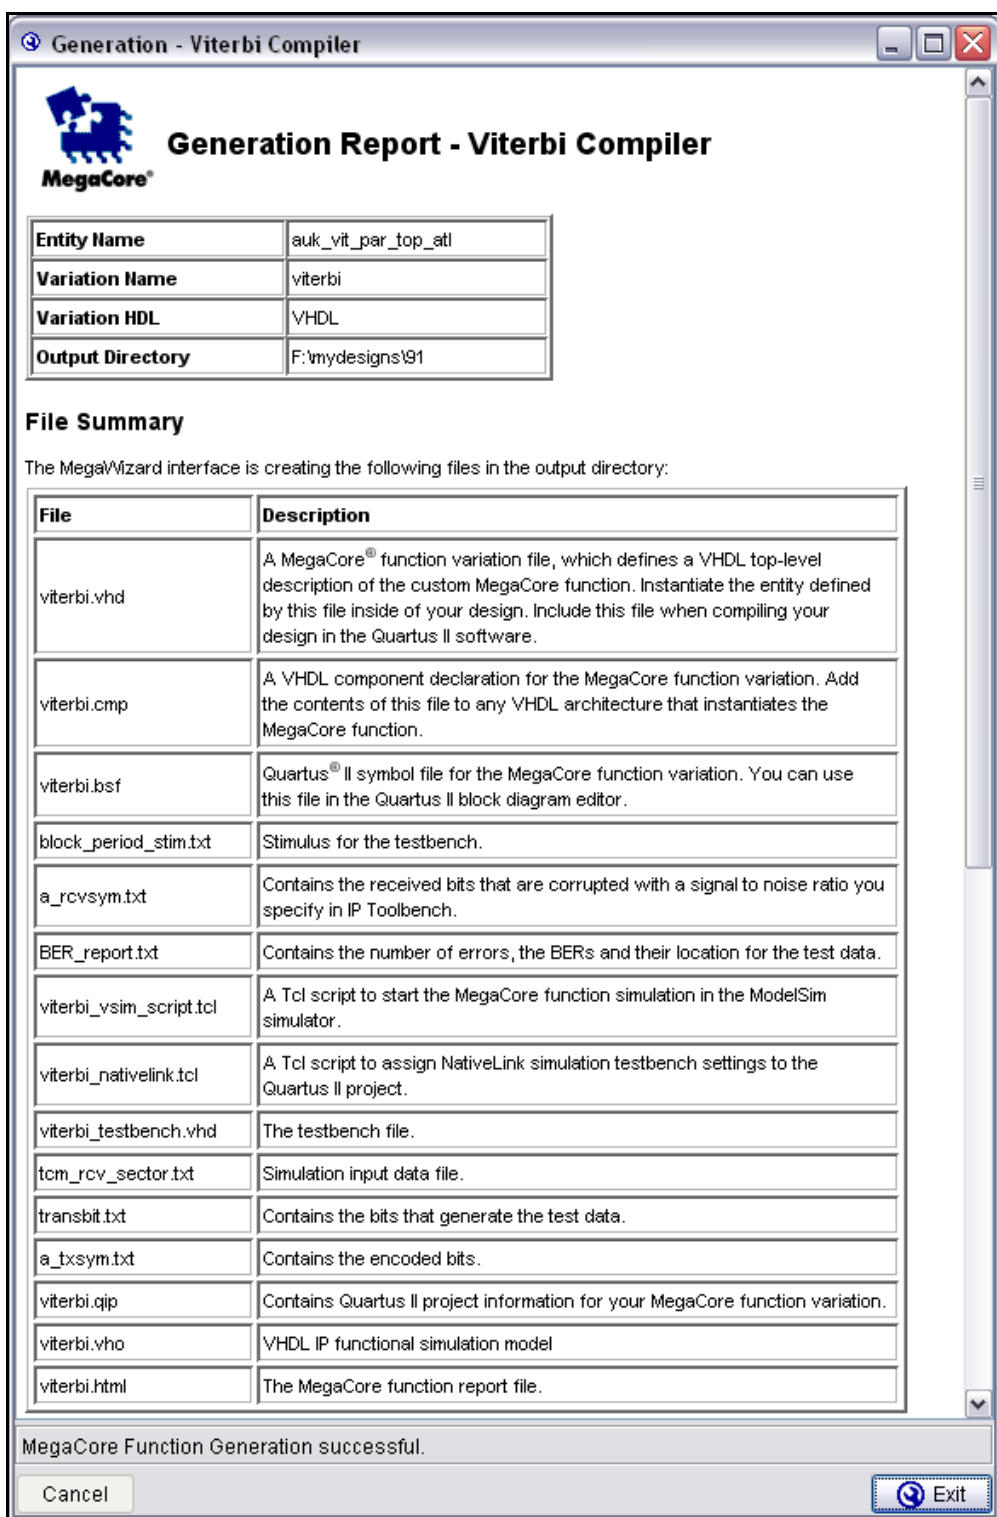 Generation - Viterbi Compiler
MegaCore®
Generation Report - Viterbi Compiler
Entity Name auk_vit_par_top_atl
Variation Name viterbi
Variation HDL VHDL
Output Directory F:\mydesigns\91
File Summary
The MegaWizard interface is creating the following files in the output directory:
File Description
viterbi.vhd
A MegaCore® function variation file, which defines a VHDL top-level
description of the custom MegaCore function. Instantiate the entity defined
by this file inside of your design. Include this file when compiling your
design in the Quartus II software.
viterbi.cmp
A VHDL component declaration for the MegaCore function variation. Add
the contents of this file to any VHDL architecture that instantiates the
MegaCore function.
viterbi.bsf
Quartus® II symbol file for the MegaCore function variation. You can use
this file in the Quartus II block diagram editor.
block_period_stim.txt Stimulus for the testbench.
a_rcvsym.txt
Contains the received bits that are corrupted with a signal to noise ratio you
specify in IP Toolbench.
BER_report.txt Contains the number of errors, the BERs and their location for the test data.
viterbi_vsim_script.tcl
A Tcl script to start the MegaCore function simulation in the ModelSim
simulator.
viterbi_nativelink.tcl
A Tcl script to assign NativeLink simulation testbench settings to the
Quartus II project.
viterbi_testbench.vhd The testbench file.
tcm_rcv_sector.txt Simulation input data file.
transbit.txt Contains the bits that generate the test data.
a_txsym.txt Contains the encoded bits.
viterbi.qip Contains Quartus II project information for your MegaCore function variation.
viterbi.vho VHDL IP functional simulation model
viterbi.html The MegaCore function report file.
MegaCore Function Generation successful.
Cancel Exit